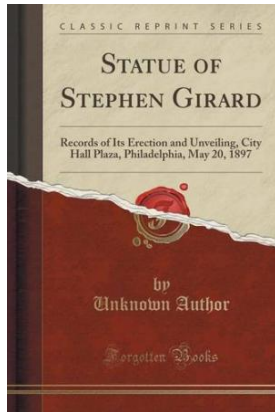 CLASSIC REPRINT SERIES
STATUE OF
STEPHEN GIRARD
Records of Its Erection and Unveiling, City
Hall Plaza, Philadelphia, May 20, 1897
by
Unknown Author
Forgotten Books